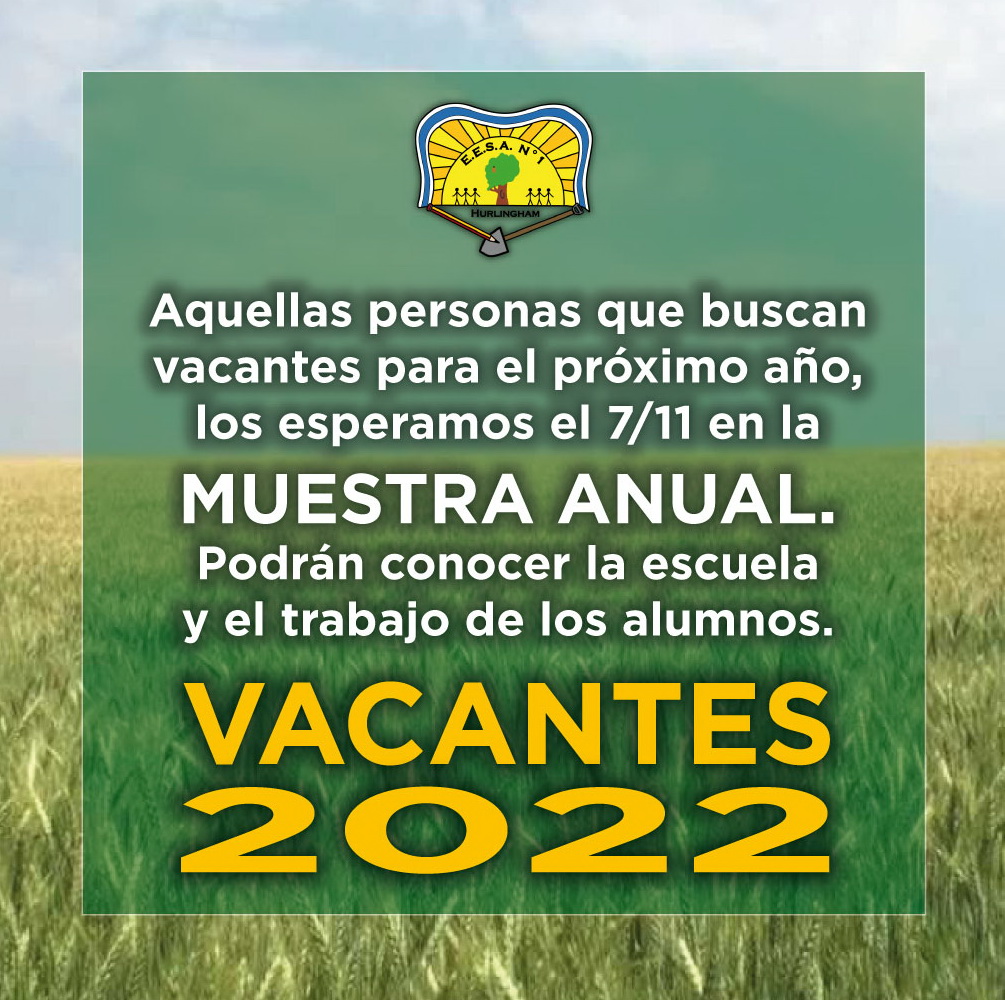 E.E.S.A. N°1
HURLINGHAM
Aquellas personas que buscan
vacantes para el próximo año,
los esperamos el 7/11 en la
MUESTRA ANUAL.
Podrán conocer la escuela
y el trabajo de los alumnos.
VACANTES
2022